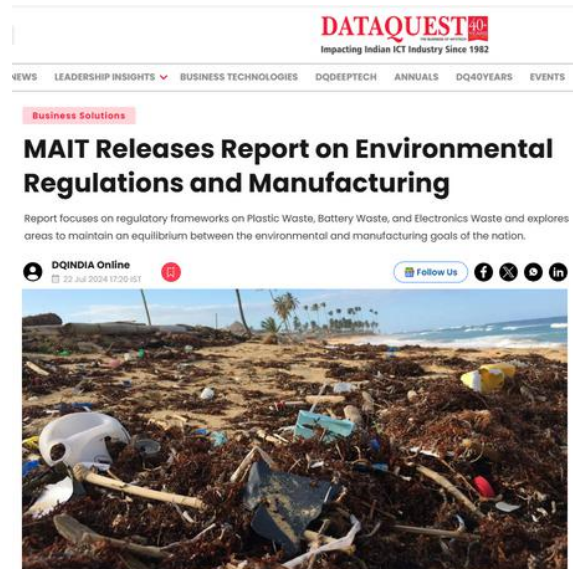 DATAQUEST 40
Impacting Indian ICT Industry Since 1982
NEWS LEADERSHIP INSIGHTS BUSINESS TECHNOLOGIES DQDEEPTECH ANNUALS DQ40YEARS EVENTS
Business Solutions
MAIT Releases Report on Environmental
Regulations and Manufacturing
Report focuses on regulatory frameworks on Plastic Waste, Battery Waste, and Electronics Waste and explores
areas to maintain an equilibrium between the environmental and manufacturing goals of the nation.
DQINDIA Online
22 Jul 2024 17:20 IST
Follow Us